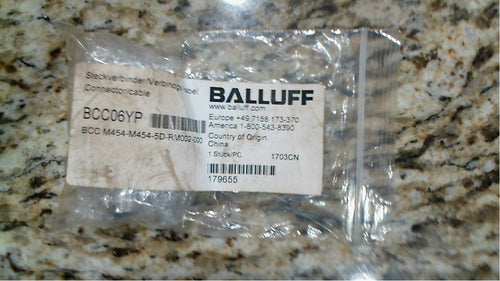 Steckverbinder/Verbindungskabel
Connector/cable
BCC06YP
BCC M454-M454-5D-RM002-000
BALLUFF
www.balluff.com
Europe +49 7158 173-370
America 1-800-543-8390
Country of Origin
China
1 Stück/PC 1703CN
179655